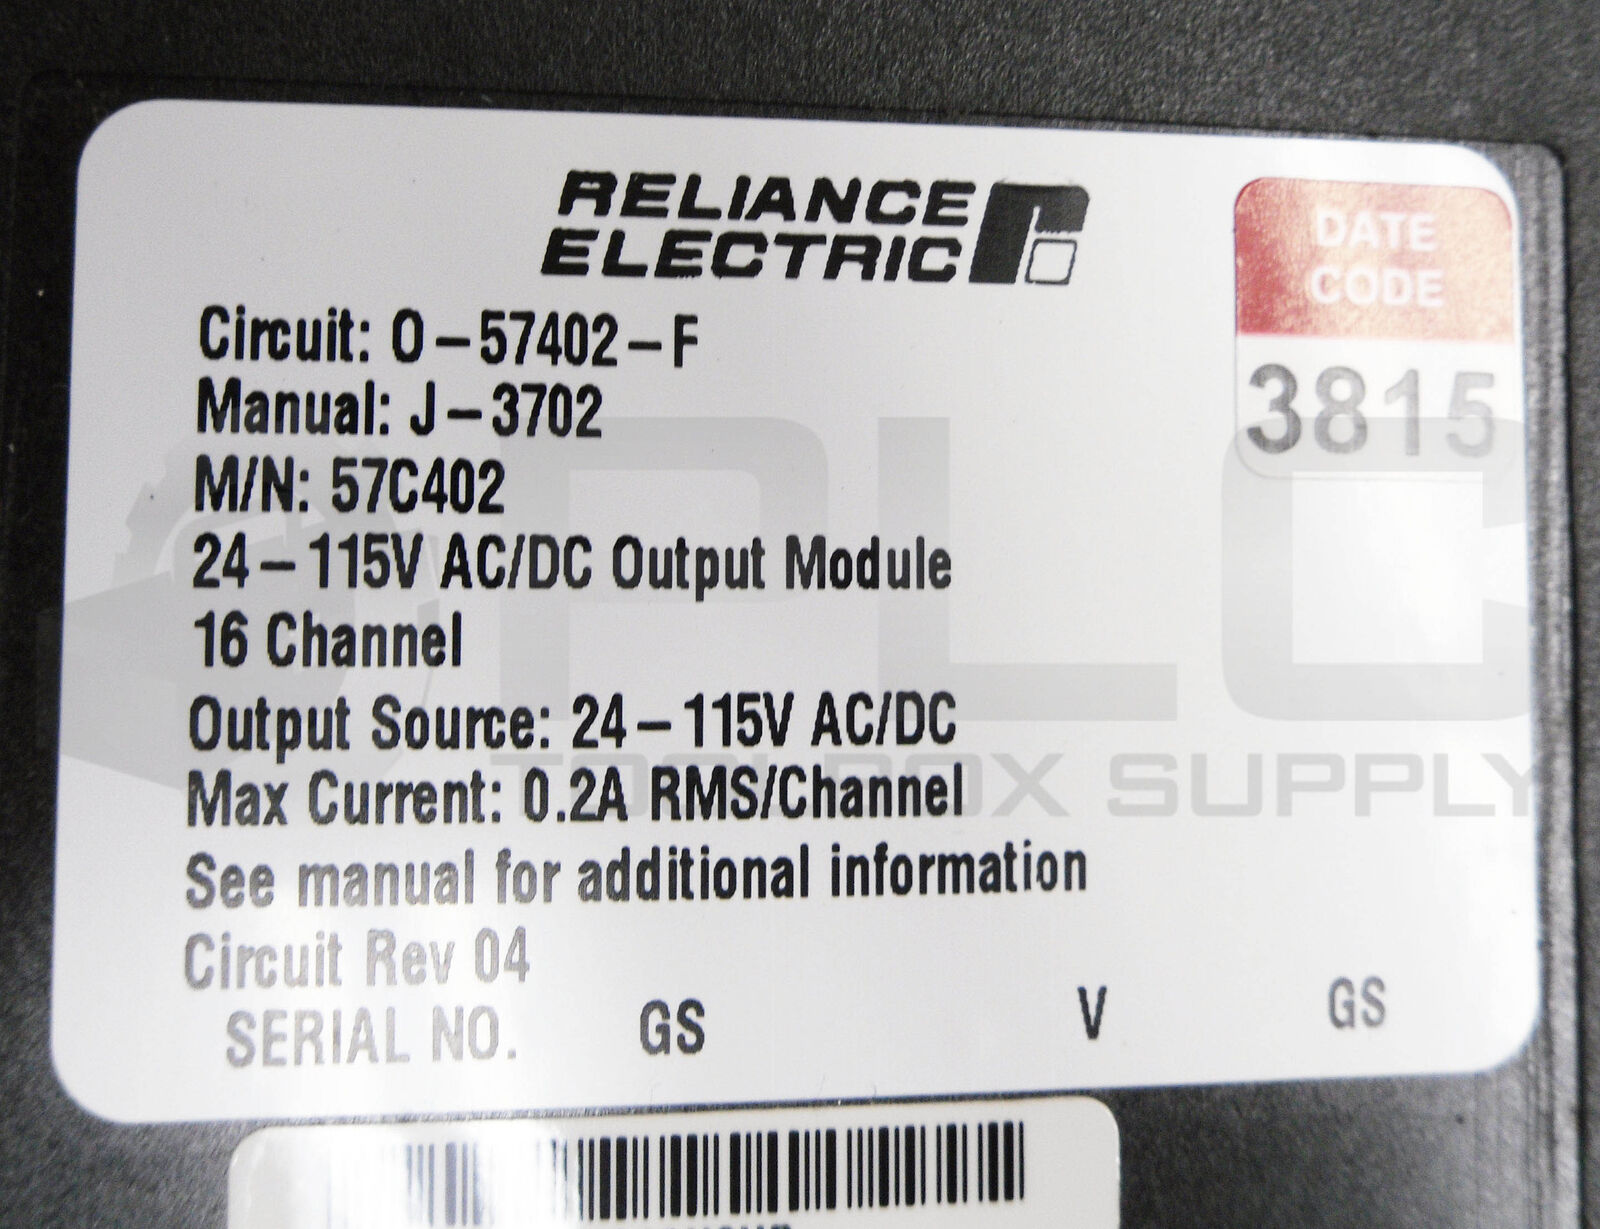 RELIANCE
ELECTRIC
DATE
CODE
3815
Circuit: O-57402-F
Manual: J-3702
M/N: 57C402
24-115V AC/DC Output Module
16 Channel
Output Source: 24-115V AC/DC
Max Current: 0.2A RMS/Channel
See manual for additional information
Circuit Rev 04
SERIAL NO. GS V GS
PLC
TOOLBOX SUPPLY